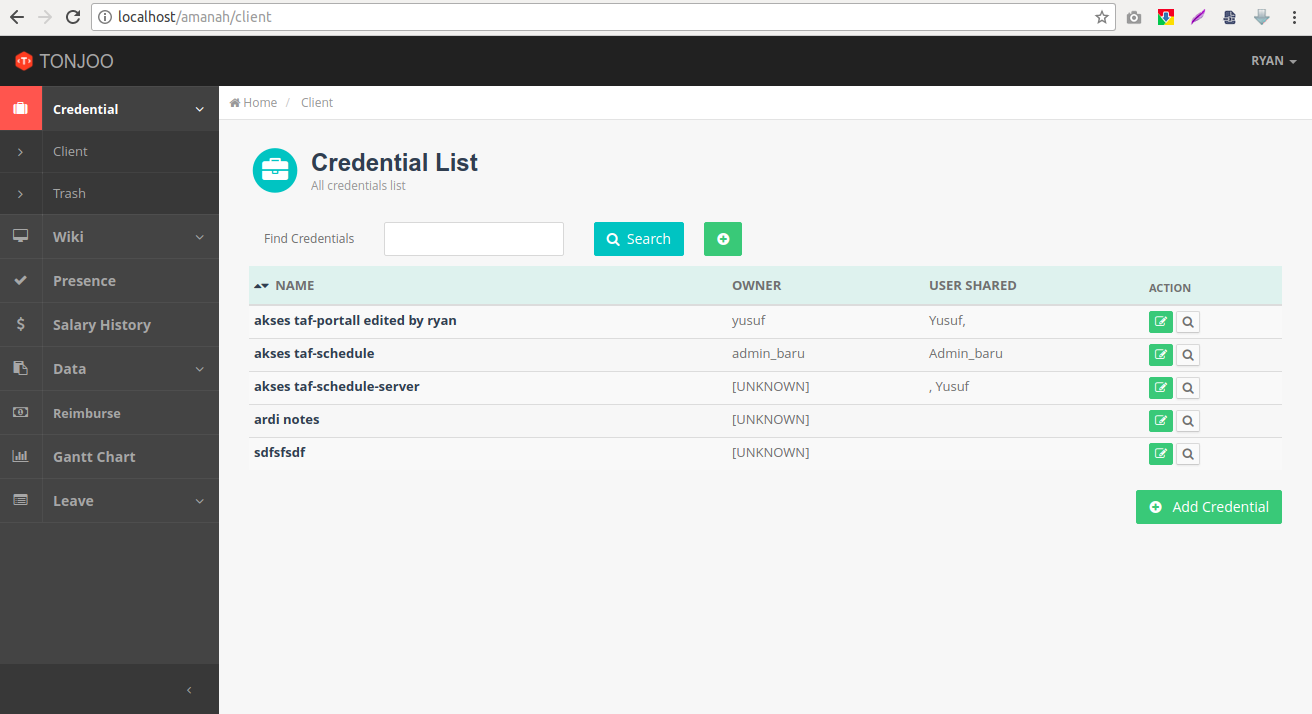 localhost/amanah/client
TONJOO
RYAN
Credential
Client
Trash
Wiki
Presence
Salary History
Data
Reimburse
Gantt Chart
Leave
Home / Client
Credential List
All credentials list
Find Credentials
Search
NAME OWNER USER SHARED ACTION
akses taf-portall edited by ryan yusuf Yusuf,
akses taf-schedule admin_baru Admin_baru
akses taf-schedule-server [UNKNOWN] , Yusuf
ardi notes [UNKNOWN]
sdfsfsdf [UNKNOWN]
Add Credential